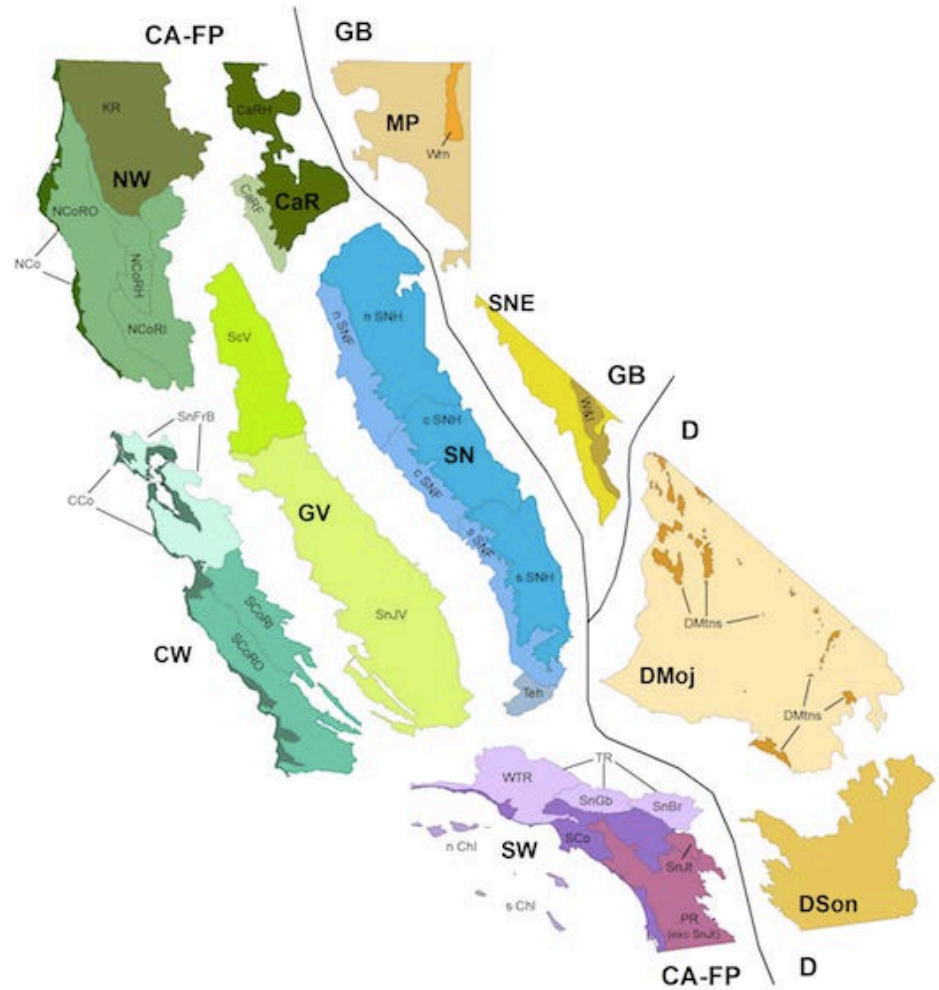 CA-FP
GB
KR
CaRH
MP
Wrn
NW
CaRF
CaR
NCoRO
NCo
NCoRH
NCoRI
n SNF
n SNH
SNE
ScV
GB
W&I
D
SnFrB
c SNH
SN
c SNF
CCo
GV
s SNF
s SNH
SCoRI
SnJV
DMtns
SCoRO
CW
DMoj
Teh
DMtns
TR
WTR
SnGb
SnBr
n ChI
SW
SCo
SnJt
s ChI
DSon
PR
(exc SnJt)
CA-FP
D